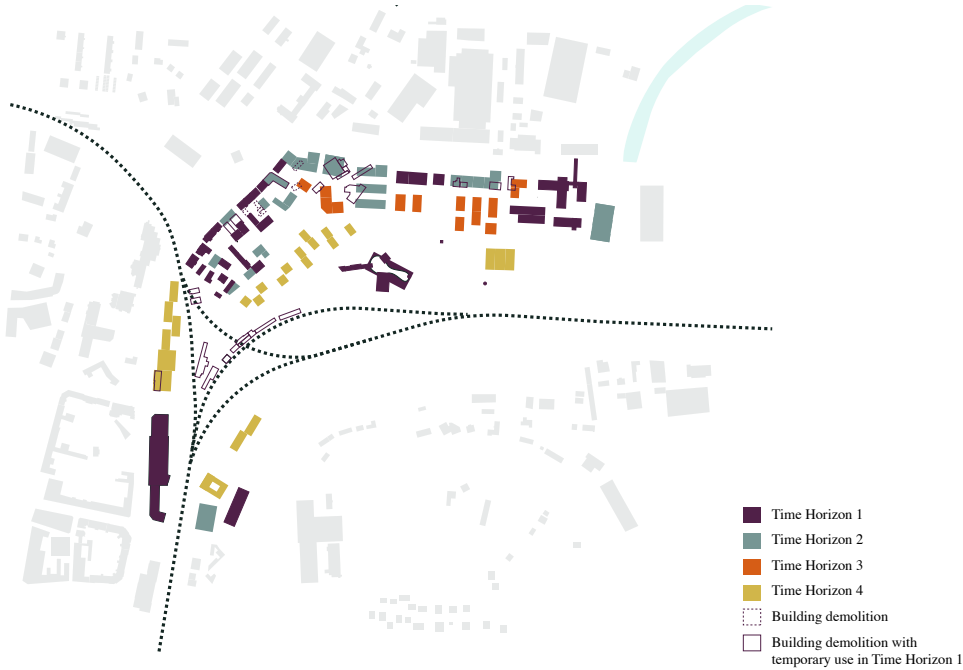 Time Horizon 1
Time Horizon 2
Time Horizon 3
Time Horizon 4
Building demolition
Building demolition with
temporary use in Time Horizon 1